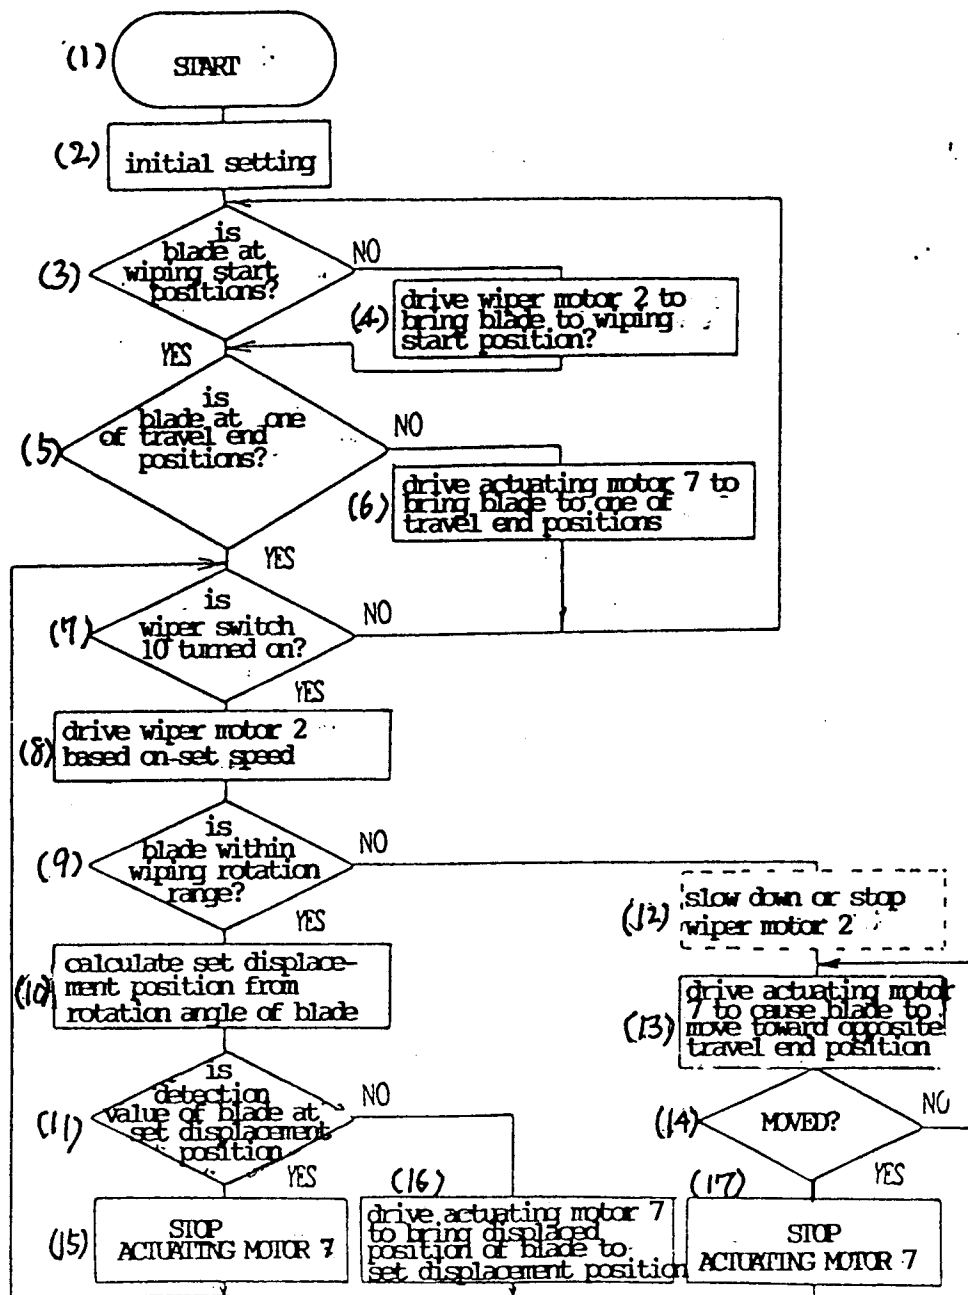 (1)
START
(2)
initial setting
(3)
is
blade at
wiping start
positions?
NO
YES
(4)
drive wiper motor 2 to
bring blade to wiping
start position?
(5)
is
blade at one
of travel end
positions?
NO
YES
(6)
drive actuating motor 7 to
bring blade to one of
travel end positions
(7)
is
wiper switch
10 turned on?
NO
YES
(8)
drive wiper motor 2
based on-set speed
(9)
is
blade within
wiping rotation
range?
NO
YES
(10)
calculate set displace-
ment position from
rotation angle of blade
(11)
is
detection
value of blade at
set displacement
position
NO
YES
(12)
slow down or stop
wiper motor 2
(13)
drive actuating motor
7 to cause blade to
move toward opposite
travel end position
(14)
MOVED?
NO
YES
(15)
STOP
ACTUATING MOTOR 7
(16)
drive actuating motor 7
to bring displaced
position of blade to
set displacement position
(17)
STOP
ACTUATING MOTOR 7